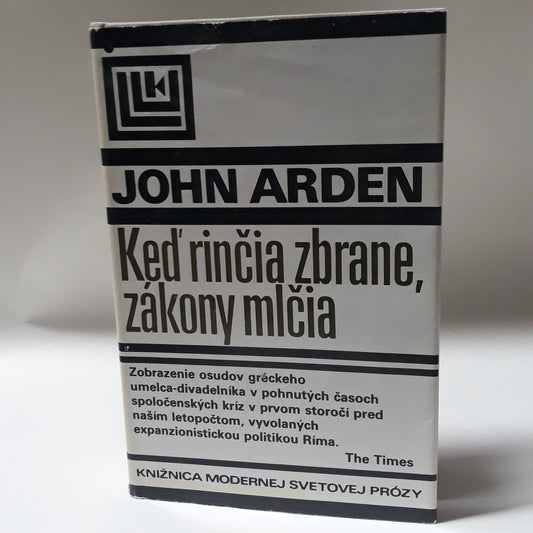 JOHN ARDEN
Keď rinčia zbrane,
zákony mlčia
Zobrazenie osudov gréckeho
umelca-divadelníka v pohnutých časoch
spoločenských kríz v prvom storočí pred
naším letopočtom, vyvolaných
expanzionistickou politikou Ríma.
The Times
KNIŽNICA MODERNEJ SVETOVEJ PRÓZY